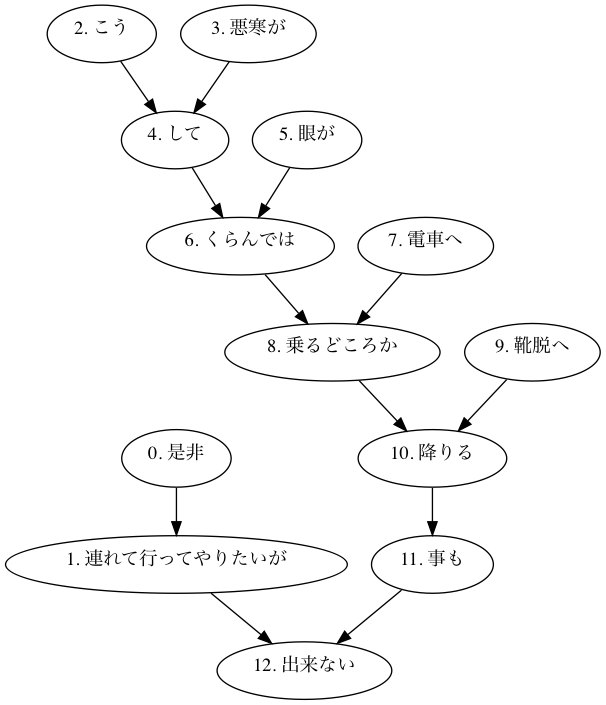 2. こう
3. 悪寒が
4. して
5. 眼が
6. くらんでは
7. 電車へ
8. 乗るどころか
9. 靴脱へ
0. 是非
10. 降りる
1. 連れて行ってやりたいが
11. 事も
12. 出来ない